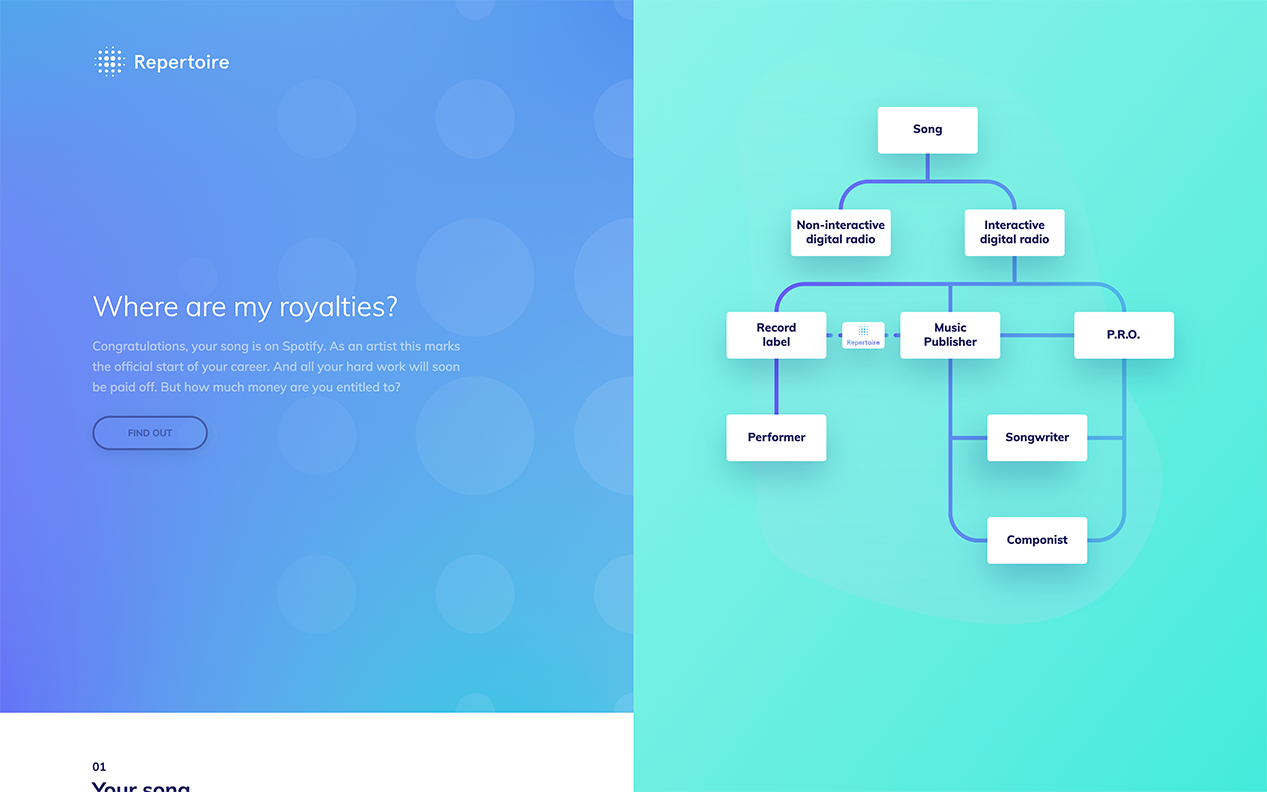 Repertoire
Where are my royalties?
Congratulations, your song is on Spotify. As an artist this marks
the official start of your career. And all your hard work will soon
be paid off. But how much money are you entitled to?
FIND OUT
01
Your song
Song
Non-interactive
digital radio
Interactive
digital radio
Record
label
Repertoire
Music
Publisher
P.R.O.
Performer
Songwriter
Componist